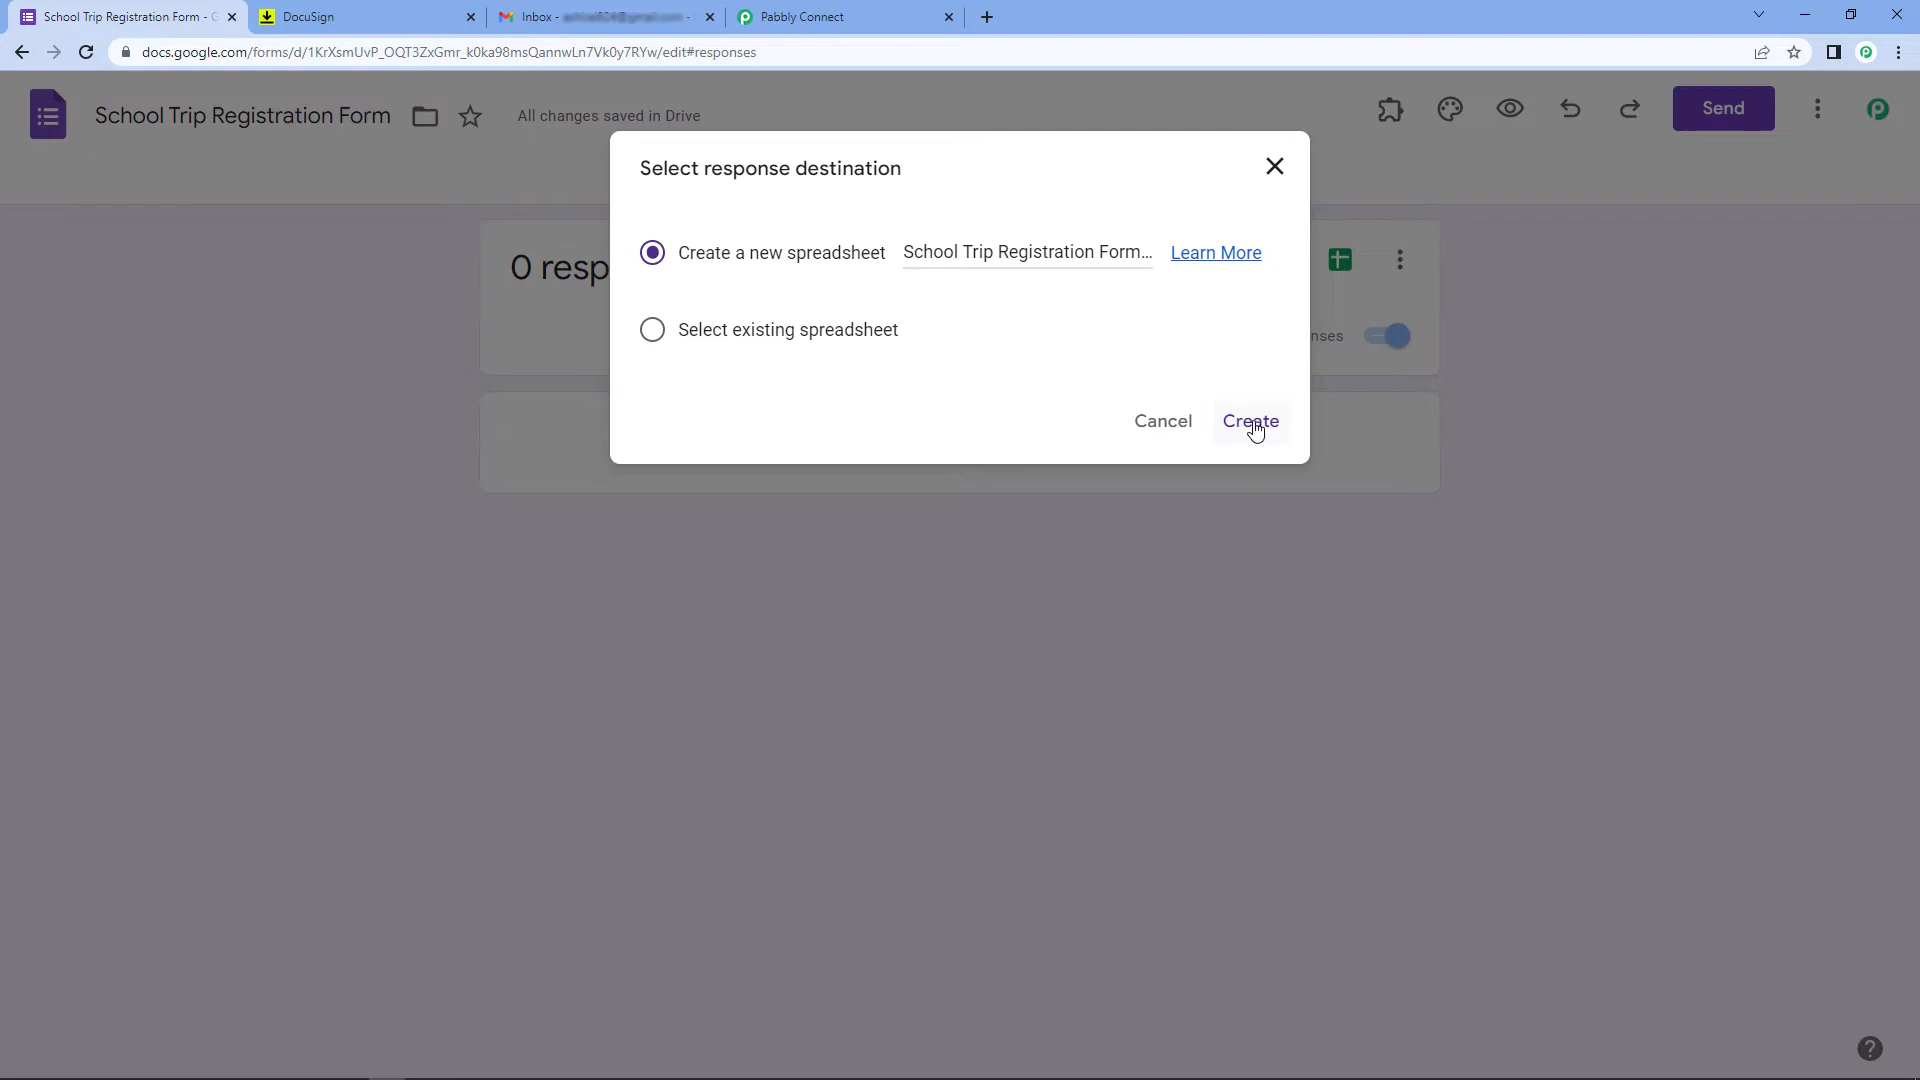 School Trip Registration Form - G
DocuSign
Inbox -
Pabbly Connect
docs.google.com/forms/d/1KrXsmUvP_OQT3ZxGmr_k0ka98msQannwLn7Vk0y7RYw/edit#responses
School Trip Registration Form
All changes saved in Drive
Send
Select response destination
Create a new spreadsheet
School Trip Registration Form...
Learn More
0 resp
Select existing spreadsheet
nses
Cancel
Create